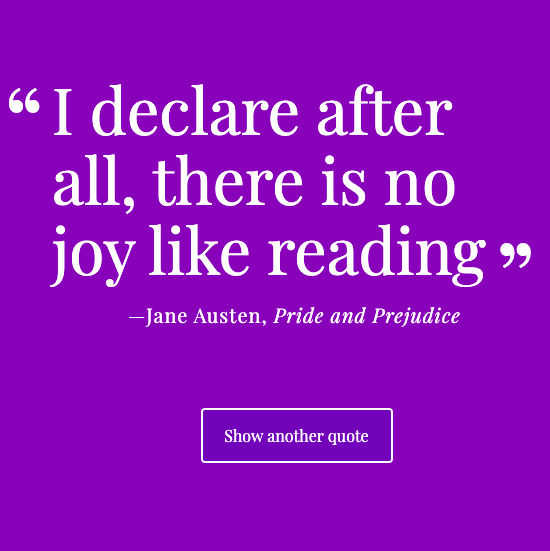 “I declare after
all, there is no
joy like reading”
—Jane Austen, Pride and Prejudice
Show another quote